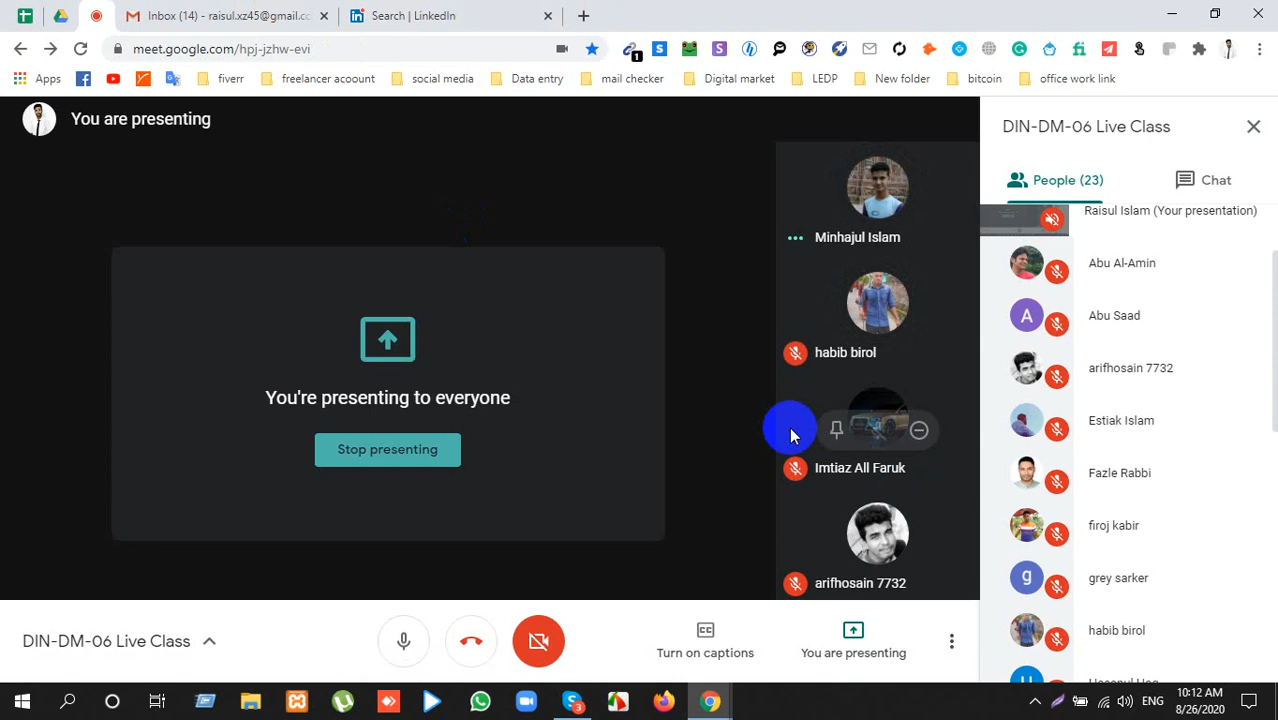 Inbox (14) - raisul.xz45@gmail.cc
Search | LinkedIn
meet.google.com/hpj-jzhw-evi
1
Apps
fiverr
freelancer acoount
social media
Data entry
mail checker
Digital market
LEDP
New folder
bitcoin
office work link
You are presenting
DIN-DM-06 Live Class
People (23)
Chat
Raisul Islam (Your presentation)
Minhajul Islam
Abu Al-Amin
A
Abu Saad
habib birol
arifhosain 7732
You're presenting to everyone
Stop presenting
Estiak Islam
Imtiaz All Faruk
Fazle Rabbi
firoj kabir
arifhosain 7732
g
grey sarker
habib birol
DIN-DM-06 Live Class
Turn on captions
You are presenting
3
ENG
10:12 AM
8/26/2020